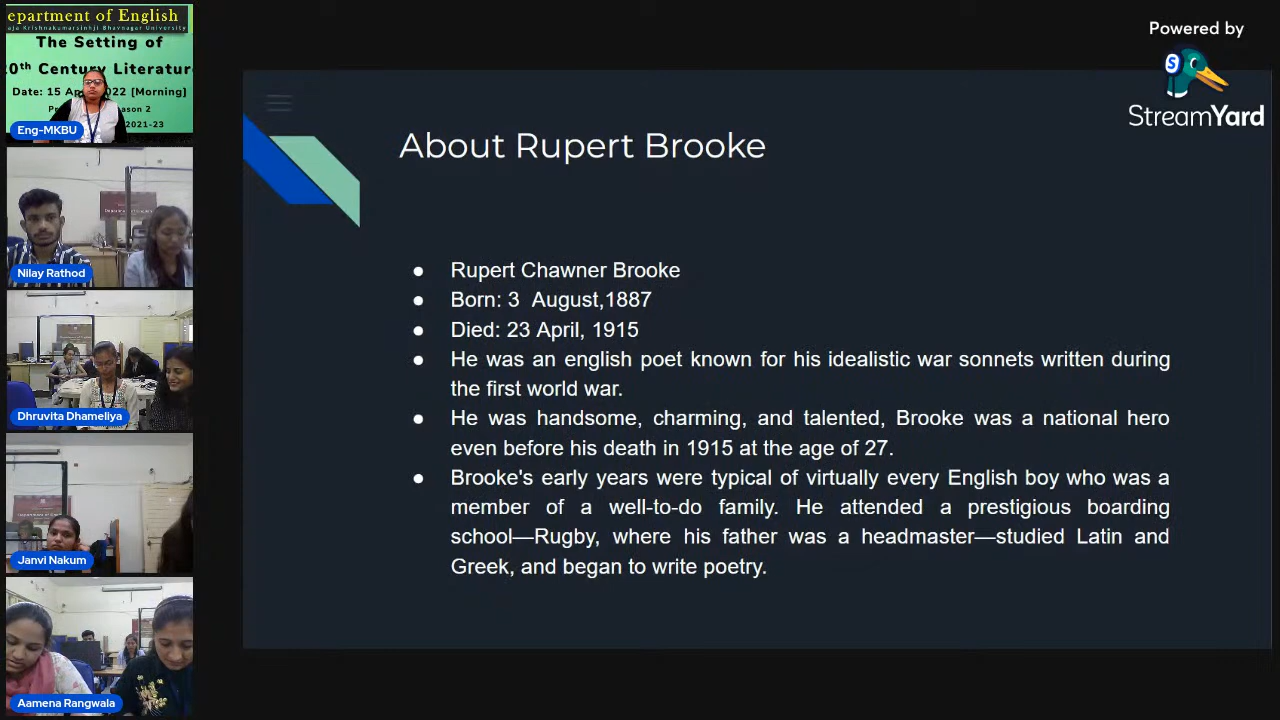 epartment of English
aja Krishnakumarsinhji Bhavnagar University
The Setting of
0th Century Literature
Date: 15 Ap 2022 [Morning]
ason 2
2021-23
Eng-MKBU
Nilay Rathod
Dhruvita Dhameliya
Janvi Nakum
Aamena Rangwala
Powered by
S
StreamYard
About Rupert Brooke
● Rupert Chawner Brooke
● Born: 3 August,1887
● Died: 23 April, 1915
● He was an english poet known for his idealistic war sonnets written during
the first world war.
● He was handsome, charming, and talented, Brooke was a national hero
even before his death in 1915 at the age of 27.
● Brooke's early years were typical of virtually every English boy who was a
member of a well-to-do family. He attended a prestigious boarding
school—Rugby, where his father was a headmaster—studied Latin and
Greek, and began to write poetry.